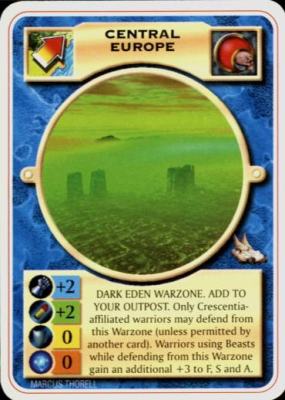 CENTRAL
EUROPE
+2
+2
0
0
DARK EDEN WARZONE. ADD TO
YOUR OUTPOST. Only Crescentia-
affiliated warriors may defend from
this Warzone (unless permitted by
another card). Warriors using Beasts
while defending from this Warzone
gain an additional +3 to F, S and A.
MARCUS THORELL